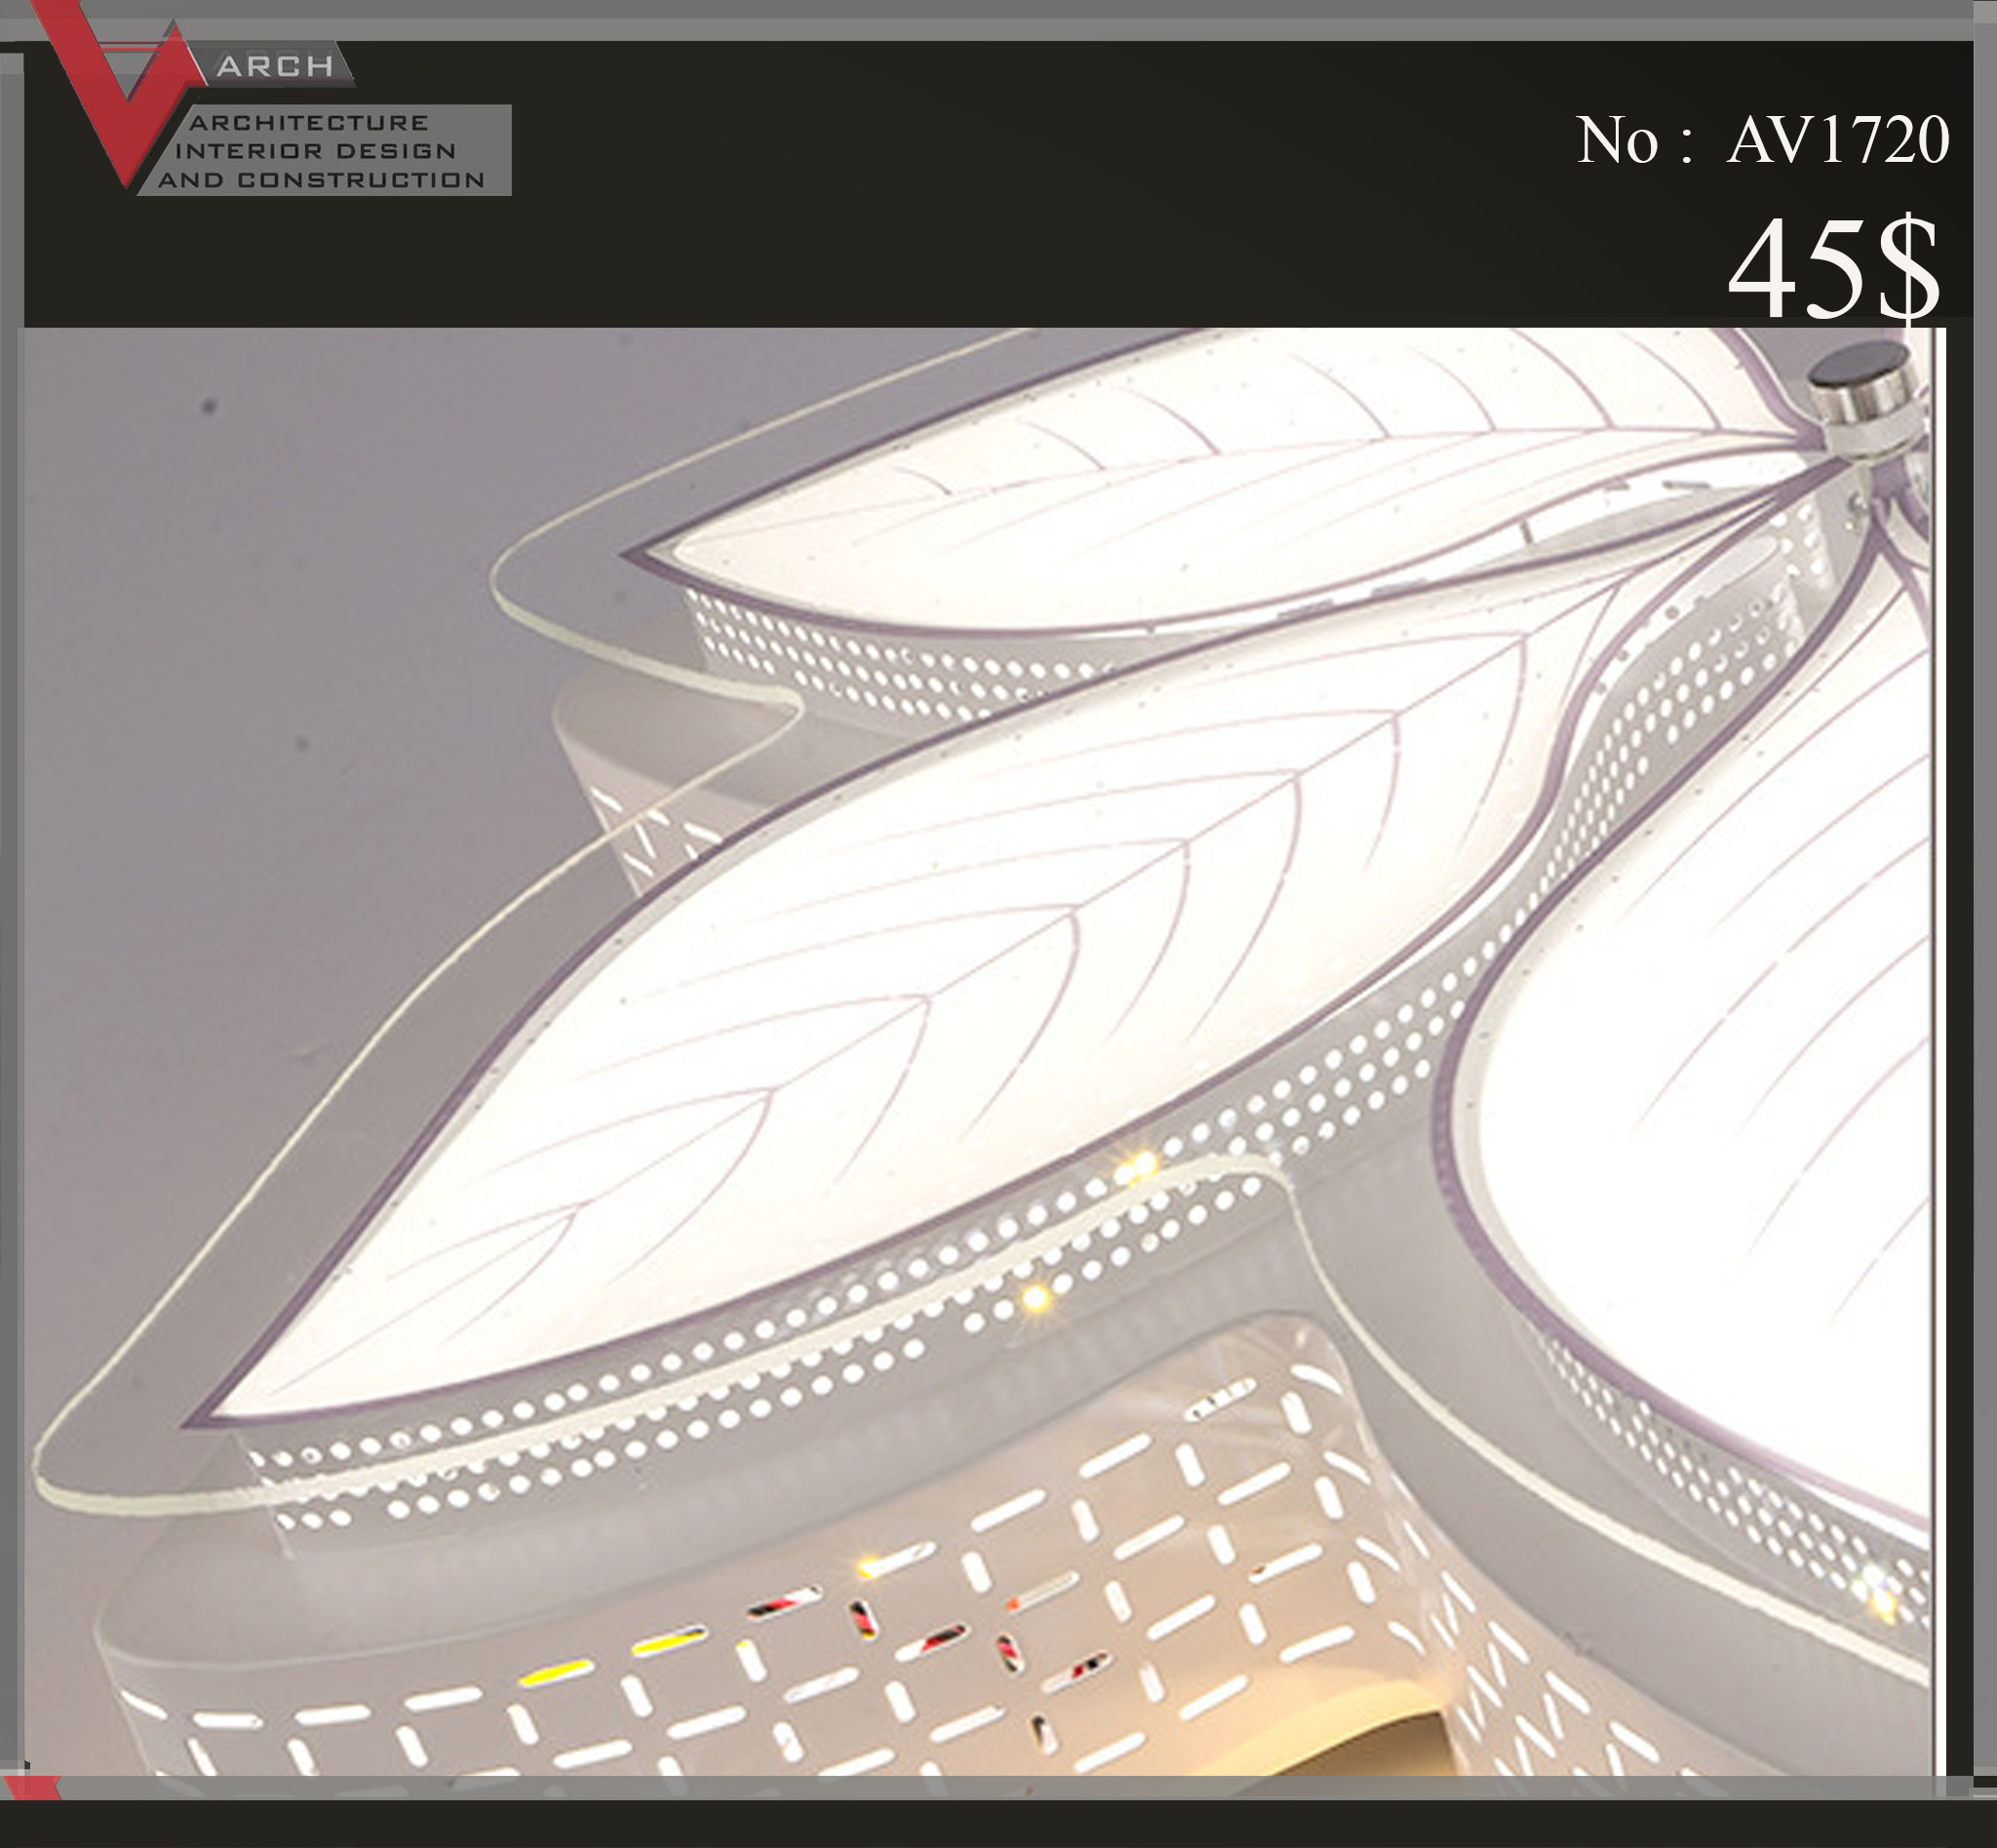 ARCH
ARCHITECTURE
INTERIOR DESIGN
AND CONSTRUCTION
No : AV1720
45$